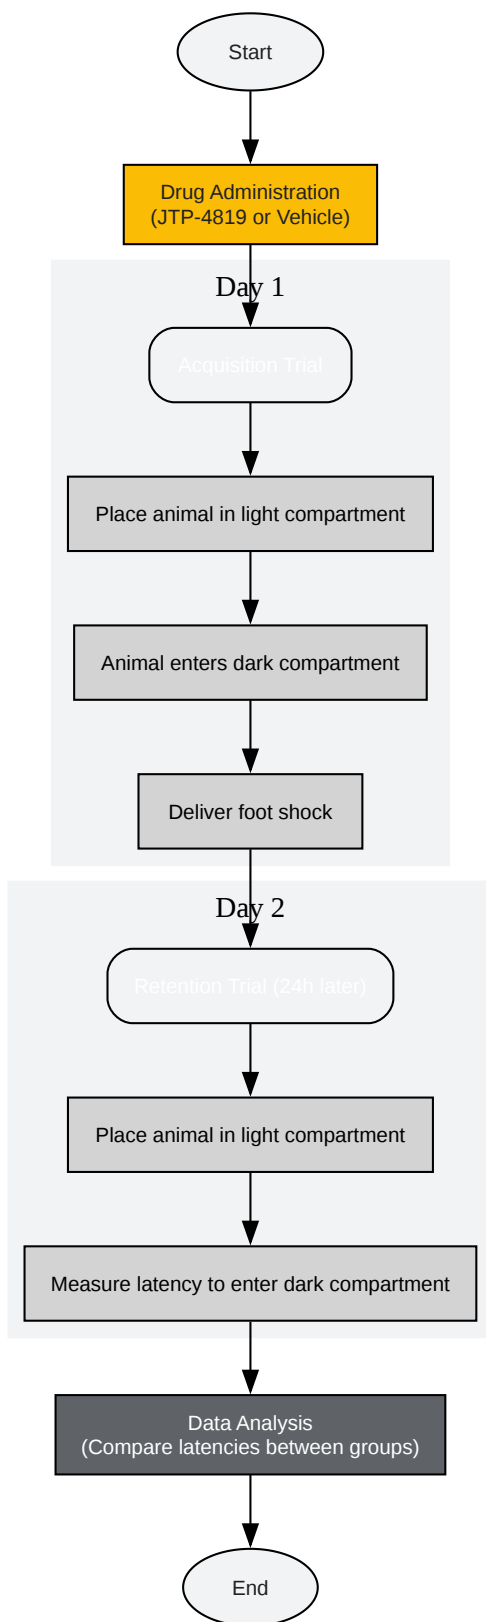 Start
Drug Administration
(JTP-4819 or Vehicle)
Day 1
Acquisition Trial
Place animal in light compartment
Animal enters dark compartment
Deliver foot shock
Day 2
Retention Trial (24h later)
Place animal in light compartment
Measure latency to enter dark compartment
Data Analysis
(Compare latencies between groups)
End